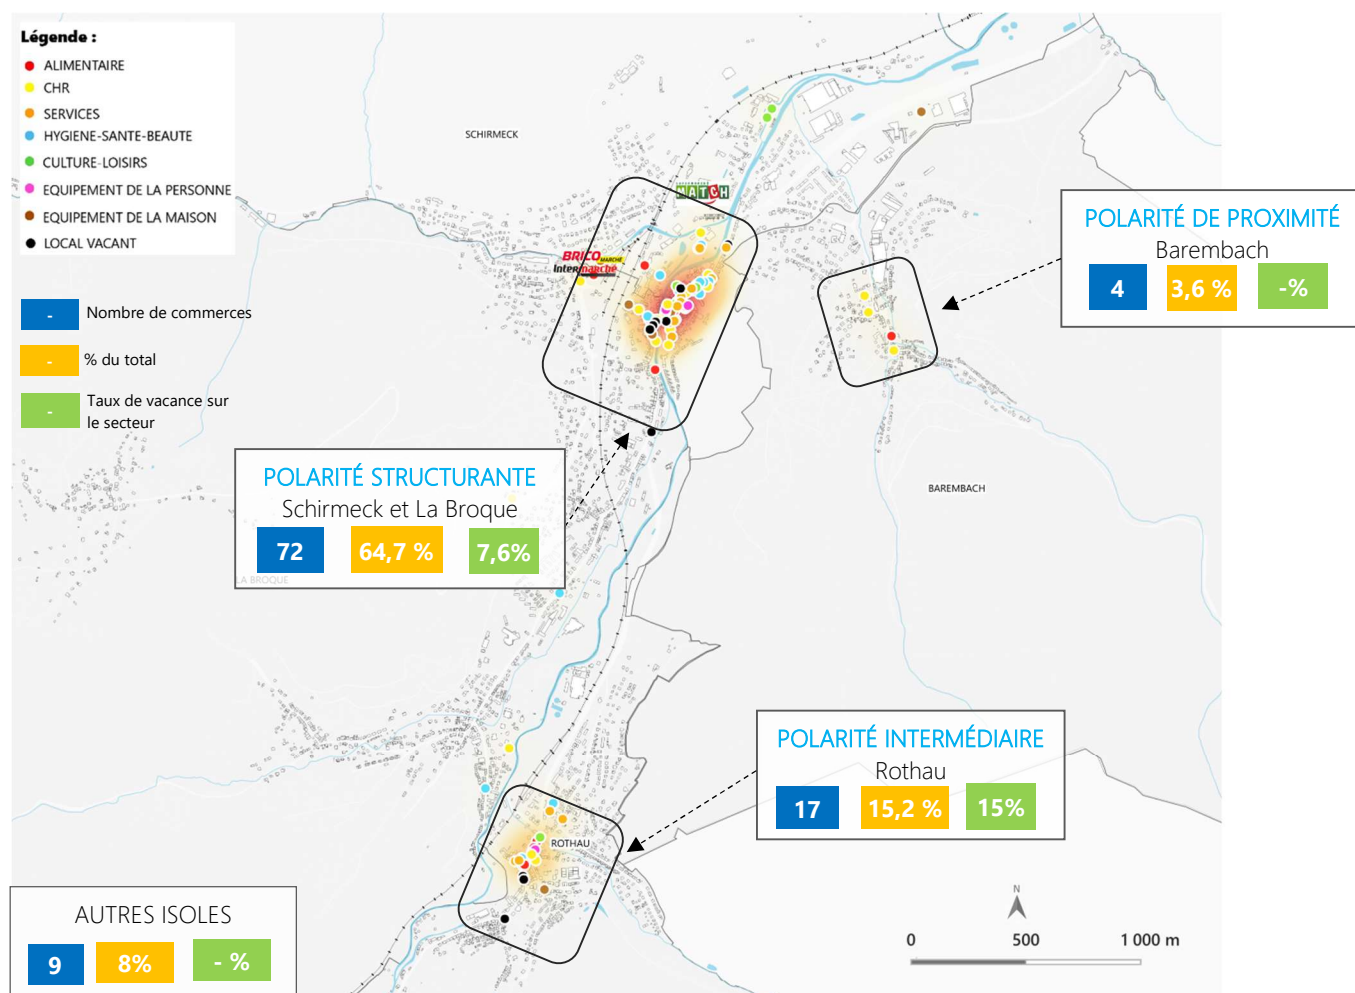 Légende :
ALIMENTAIRE
CHR
SERVICES
HYGIENE-SANTE-BEAUTE
CULTURE-LOISIRS
EQUIPEMENT DE LA PERSONNE
EQUIPEMENT DE LA MAISON
LOCAL VACANT
- Nombre de commerces
- % du total
- Taux de vacance sur
le secteur
SCHIRMECK
MATCH
BRICO MARCHÉ
Intermarché
POLARITÉ DE PROXIMITÉ
Barembach
4 3,6 % -%
POLARITÉ STRUCTURANTE
Schirmeck et La Broque
72 64,7 % 7,6%
LA BROQUE
BAREMBACH
POLARITÉ INTERMÉDIAIRE
Rothau
17 15,2 % 15%
ROTHAU
AUTRES ISOLES
9 8% - %
N
0 500 1 000 m